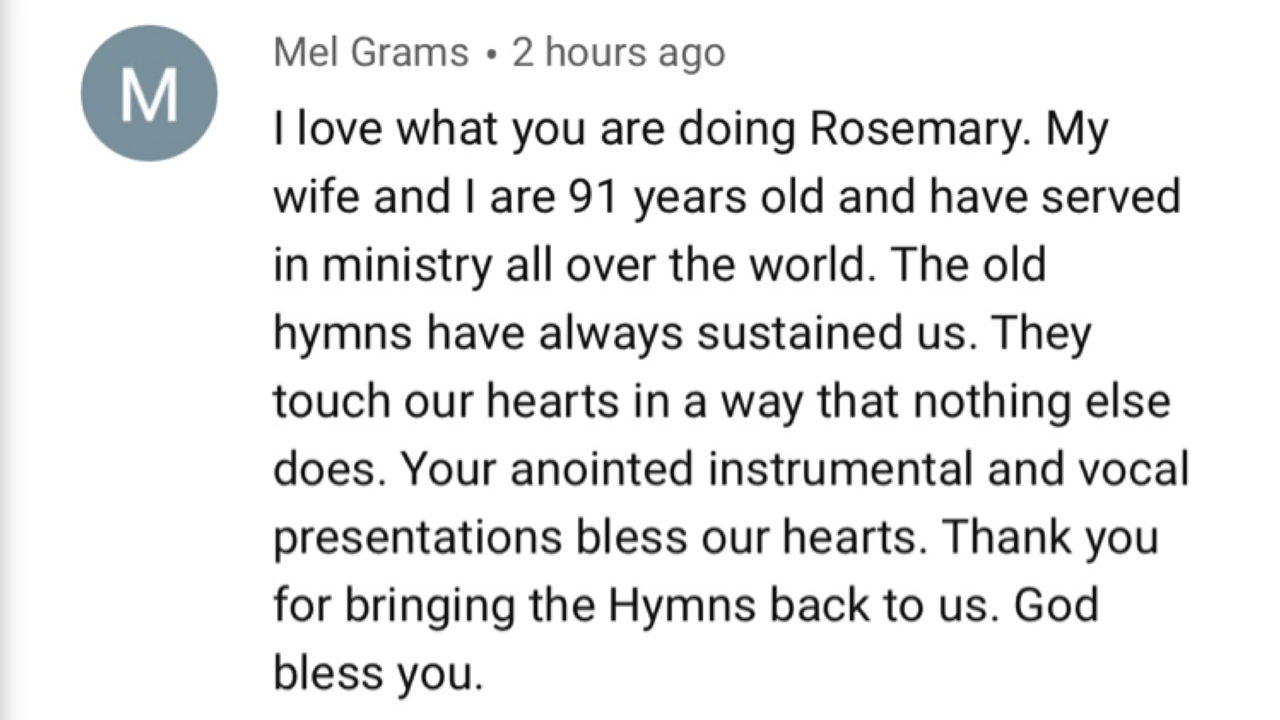 M
Mel Grams • 2 hours ago
I love what you are doing Rosemary. My
wife and I are 91 years old and have served
in ministry all over the world. The old
hymns have always sustained us. They
touch our hearts in a way that nothing else
does. Your anointed instrumental and vocal
presentations bless our hearts. Thank you
for bringing the Hymns back to us. God
bless you.